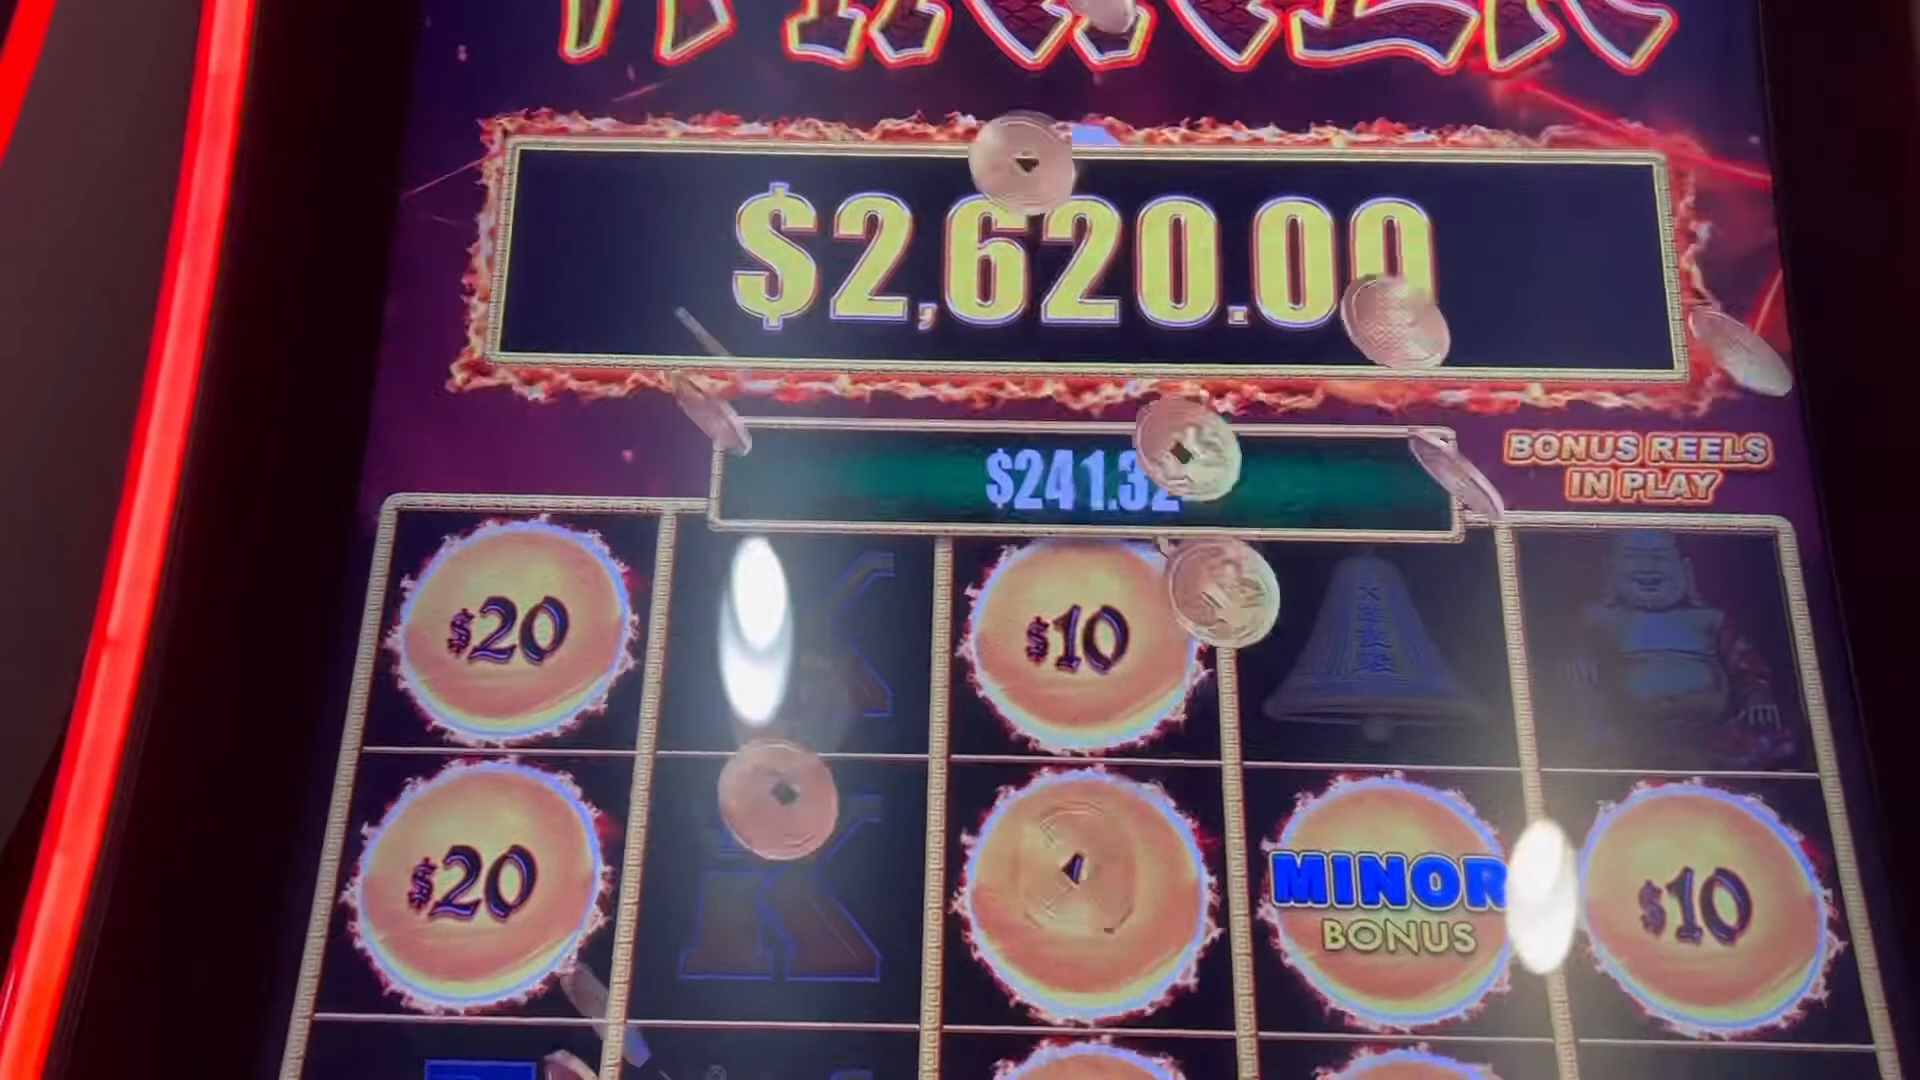 $2,620.00
$241.32
BONUS REELS
IN PLAY
$20
K
$10
$20
K
MINOR
BONUS
$10